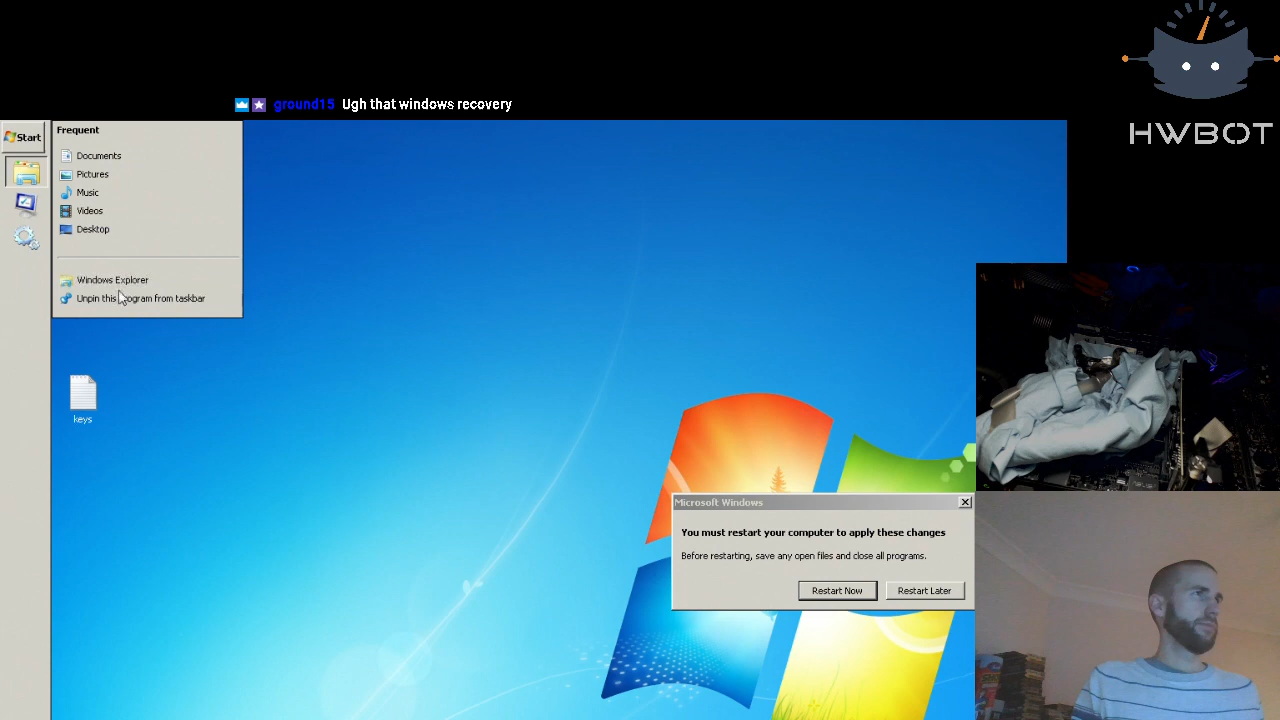 HWBOT
ground15 Ugh that windows recovery
Start
Frequent
Documents
Pictures
Music
Videos
Desktop
Windows Explorer
Unpin this program from taskbar
keys
Microsoft Windows
You must restart your computer to apply these changes
Before restarting, save any open files and close all programs.
Restart Now
Restart Later